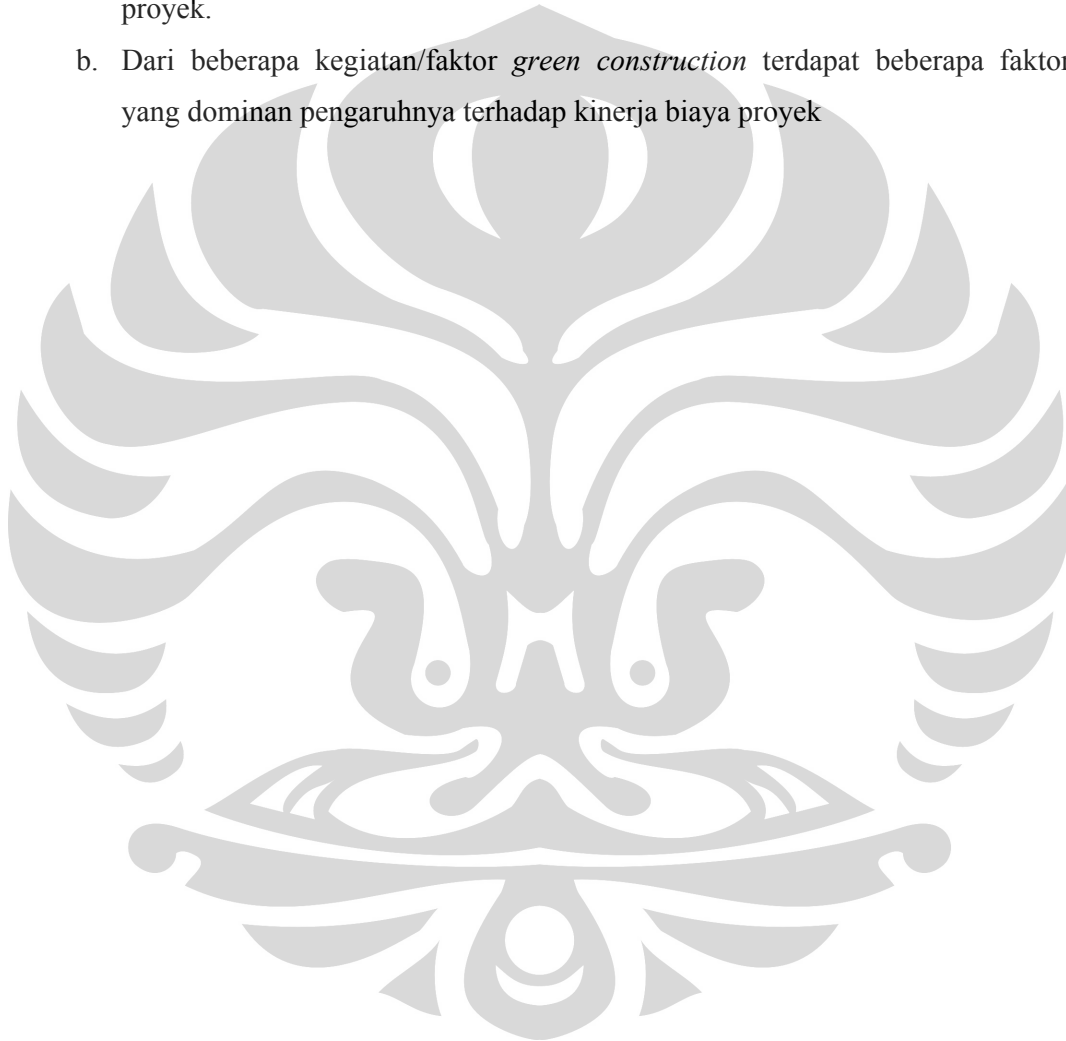 proyek.
b. Dari beberapa kegiatan/faktor green construction terdapat beberapa faktor
yang dominan pengaruhnya terhadap kinerja biaya proyek